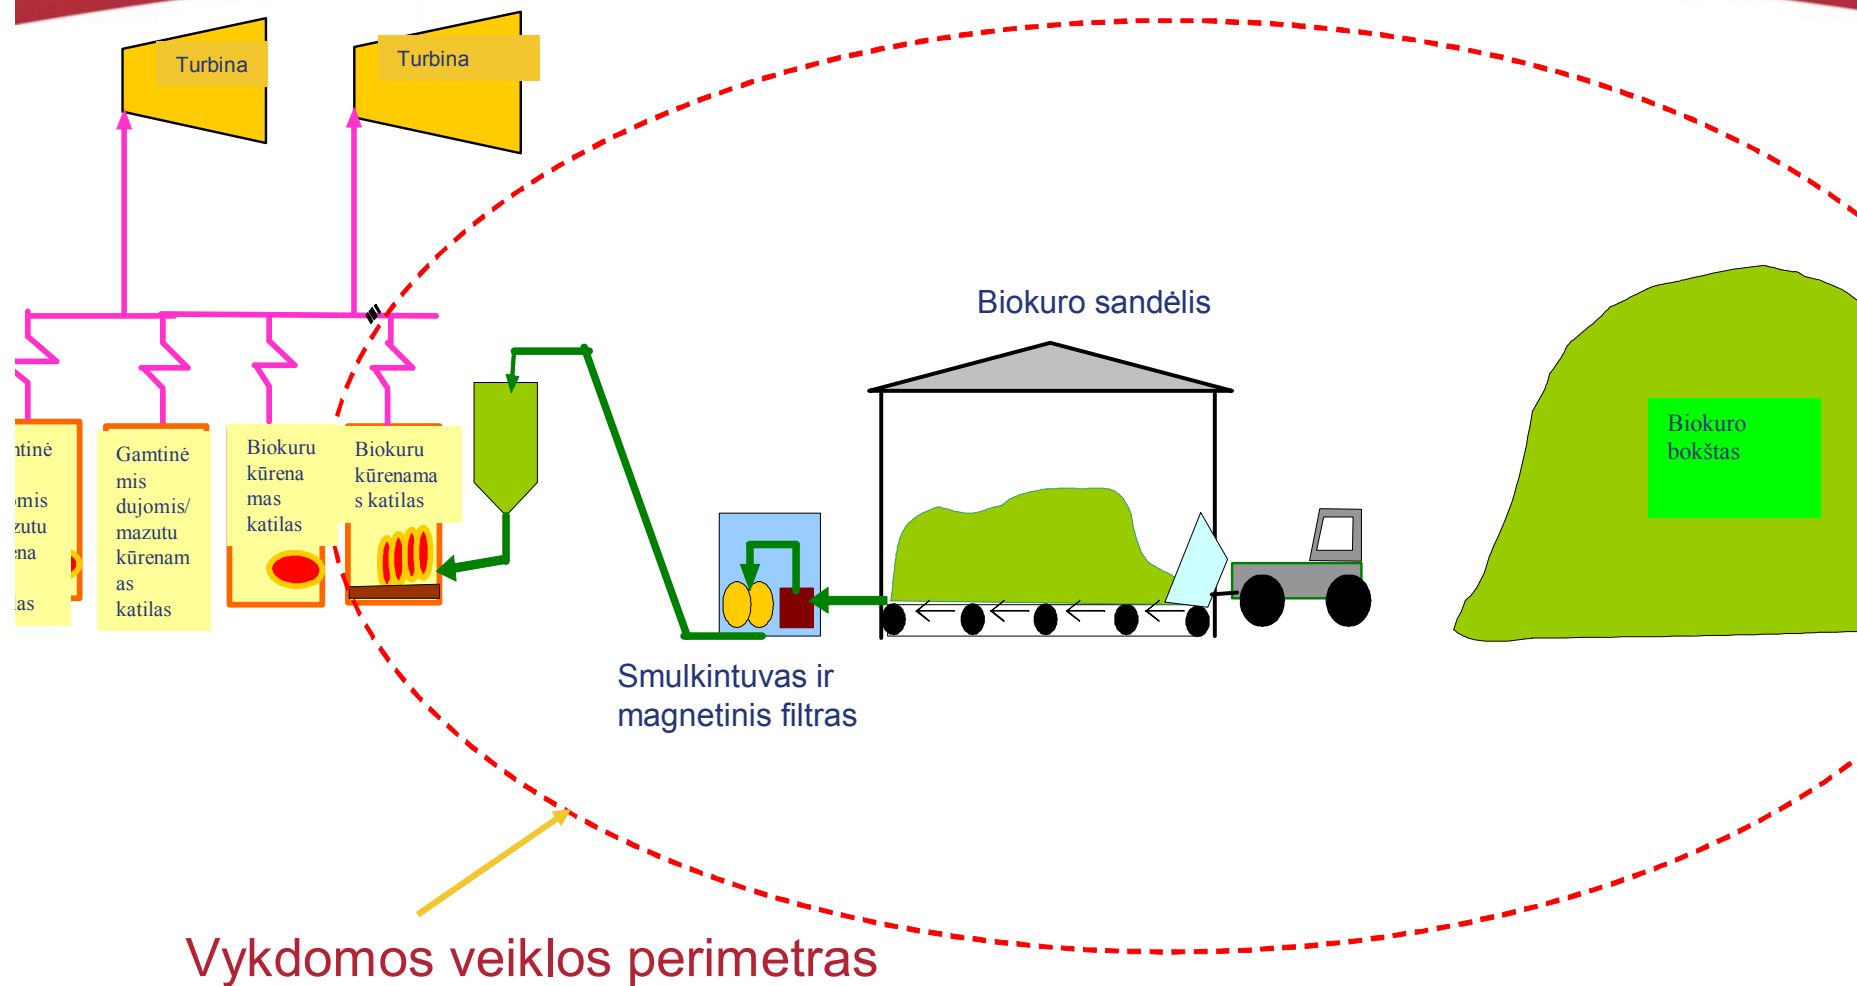 Turbina
Turbina
Biokuro sandėlis
Biokuro
bokštas
Gamtinė
mis
dujomis/
mazutu
kūrenam
as
katilas
Biokuru
kūrena
mas
katilas
Biokuru
kūrenama
s katilas
Smulkintuvas ir
magnetinis filtras
Vykdomos veiklos perimetras